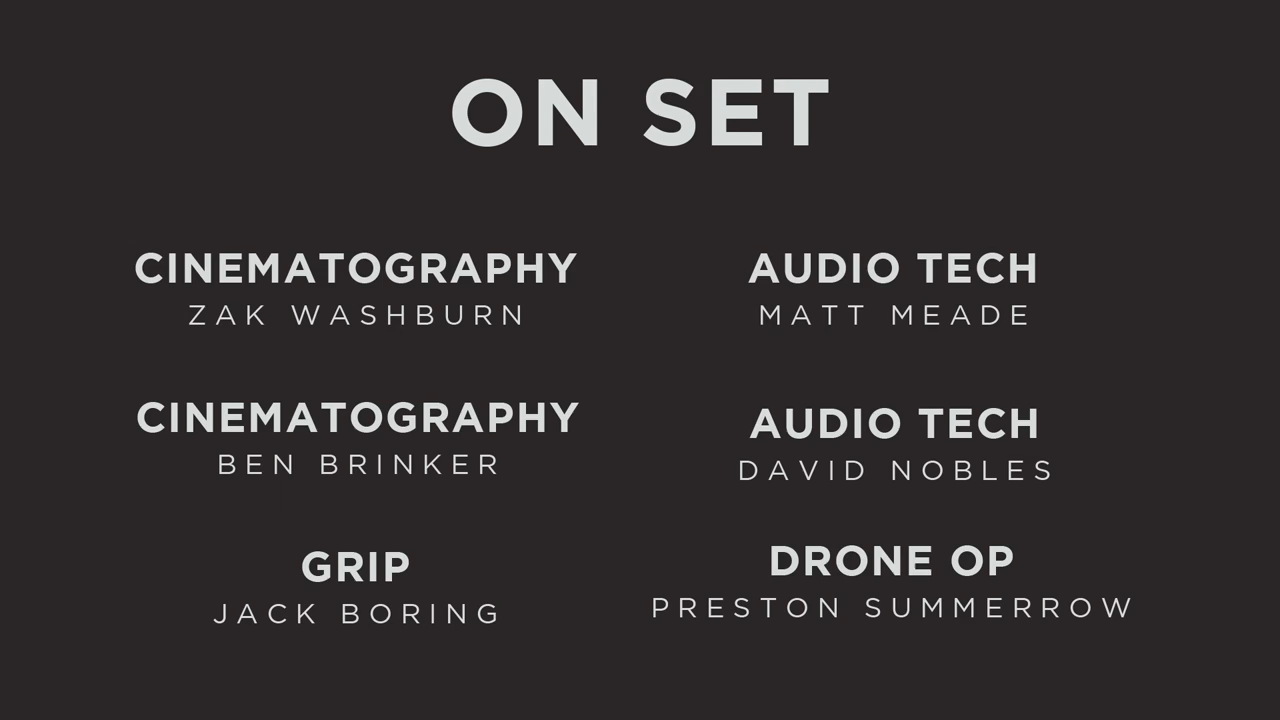 ON SET
CINEMATOGRAPHY
ZAK WASHBURN
CINEMATOGRAPHY
BEN BRINKER
GRIP
JACK BORING
AUDIO TECH
MATT MEADE
AUDIO TECH
DAVID NOBLES
DRONE OP
PRESTON SUMMERROW